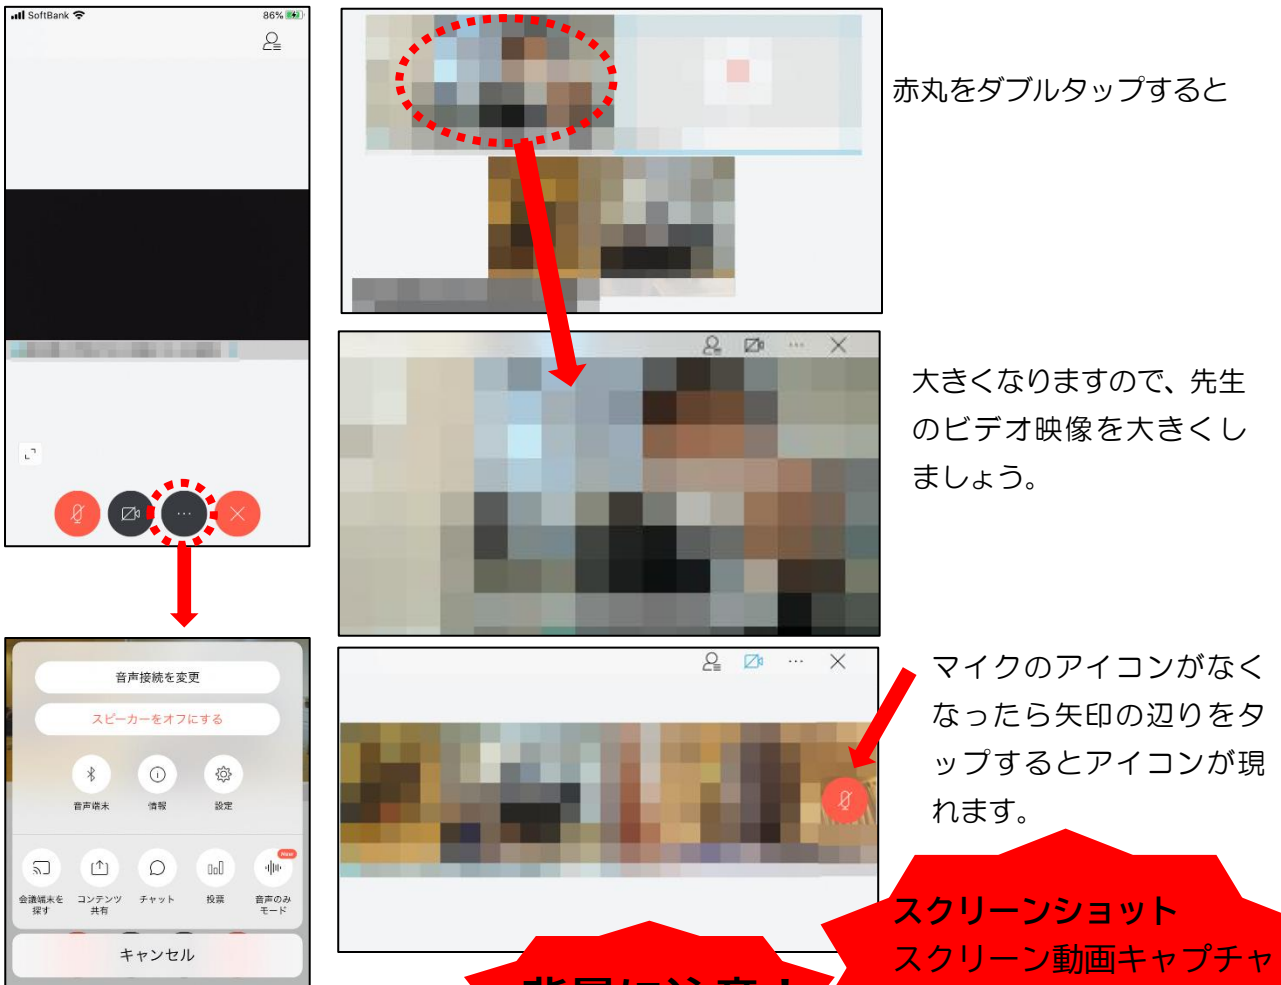 SoftBank
86%
赤丸をダブルタップすると
大きくなりますので、先生
のビデオ映像を大きくし
ましょう。
音声接続を変更
スピーカーをオフにする
音声端末
情報
設定
会議端末を
探す
コンテンツ
共有
チャット
投票
New
音声のみ
モード
キャンセル
マイクのアイコンがなく
なったら矢印の辺りをタ
ップするとアイコンが現
れます。
スクリーンショット
スクリーン動画キャプチャ
背景に注意！